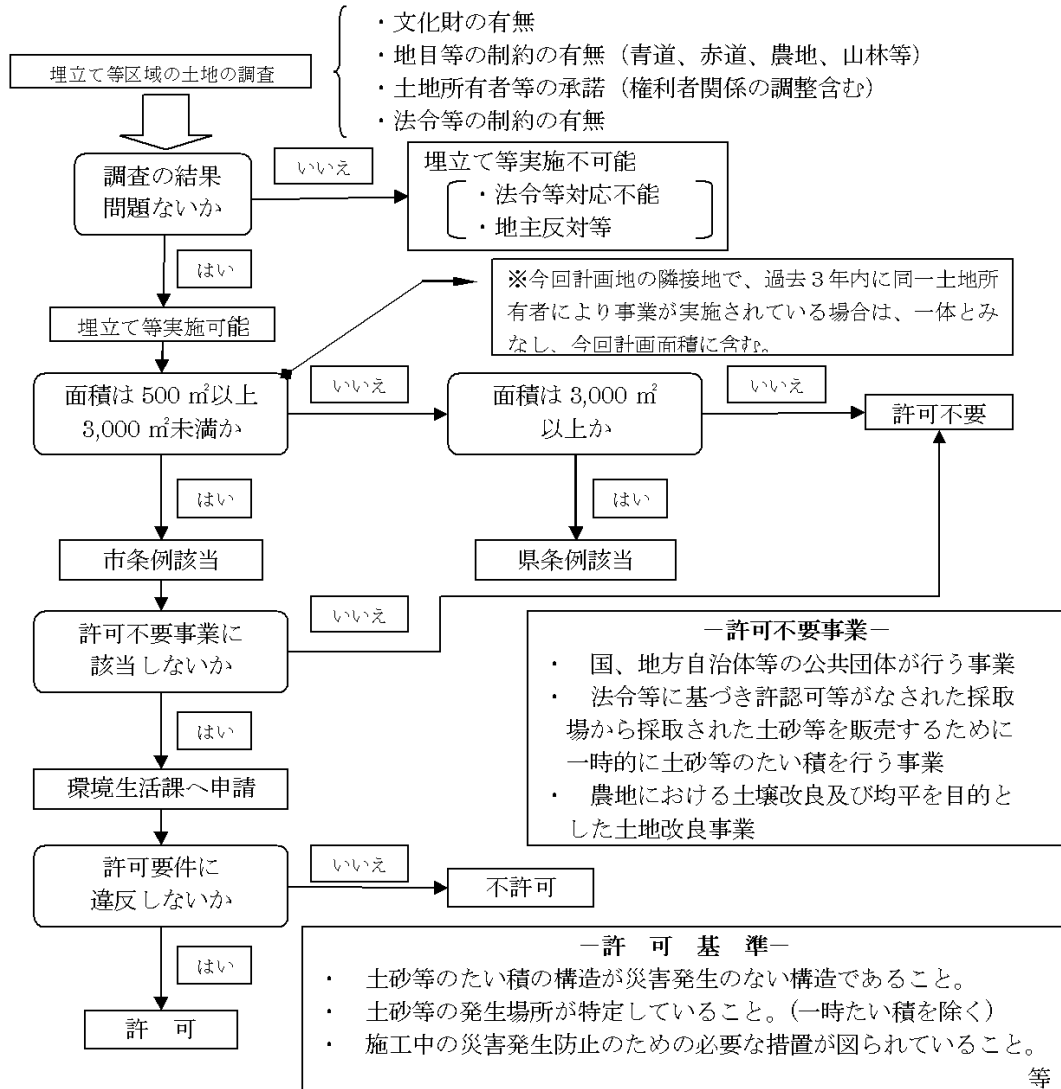 ・文化財の有無
・地目等の制約の有無（青道、赤道、農地、山林等）
埋立て等区域の土地の調査
・土地所有者等の承諾（権利者関係の調整含む）
・法令等の制約の有無
調査の結果
問題ないか
いいえ
埋立て等実施不可能
・法令等対応不能
・地主反対等
はい
※今回計画地の隣接地で、過去３年内に同一土地所
有者により事業が実施されている場合は、一体とみ
なし、今回計画面積に含む。
埋立て等実施可能
面積は 500 ㎡以上
3,000 ㎡未満か
いいえ
面積は 3,000 ㎡
以上か
いいえ
許可不要
はい
はい
市条例該当
県条例該当
許可不要事業に
該当しないか
いいえ
－許可不要事業－
・　国、地方自治体等の公共団体が行う事業
・　法令等に基づき許認可等がなされた採取
場から採取された土砂等を販売するために
一時的に土砂等のたい積を行う事業
・　農地における土壌改良及び均平を目的と
した土地改良事業
はい
環境生活課へ申請
許可要件に
違反しないか
いいえ
不許可
はい
許　可
－許　可　基　準－
・　土砂等のたい積の構造が災害発生のない構造であること。
・　土砂等の発生場所が特定していること。（一時たい積を除く）
・　施工中の災害発生防止のための必要な措置が図られていること。
等